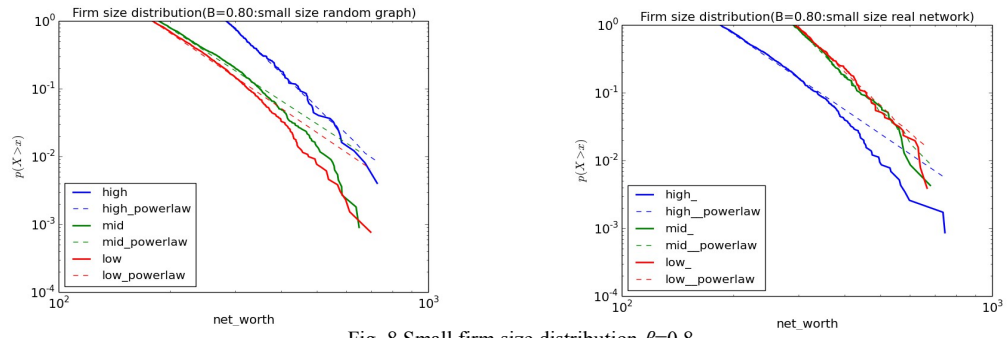 Firm size distribution(B=0.80:small size random graph)
10^0
10^-1
10^-2
10^-3
10^-4
p(X>x)
high
high_powerlaw
mid
mid_powerlaw
low
low_powerlaw
10^2
10^3
net_worth
Firm size distribution(B=0.80:small size real network)
10^0
10^-1
10^-2
10^-3
10^-4
p(X>x)
high_
high__powerlaw
mid_
mid__powerlaw
low_
low__powerlaw
10^2
10^3
net_worth
Fig. 8 Small firm size distribution β=0.8